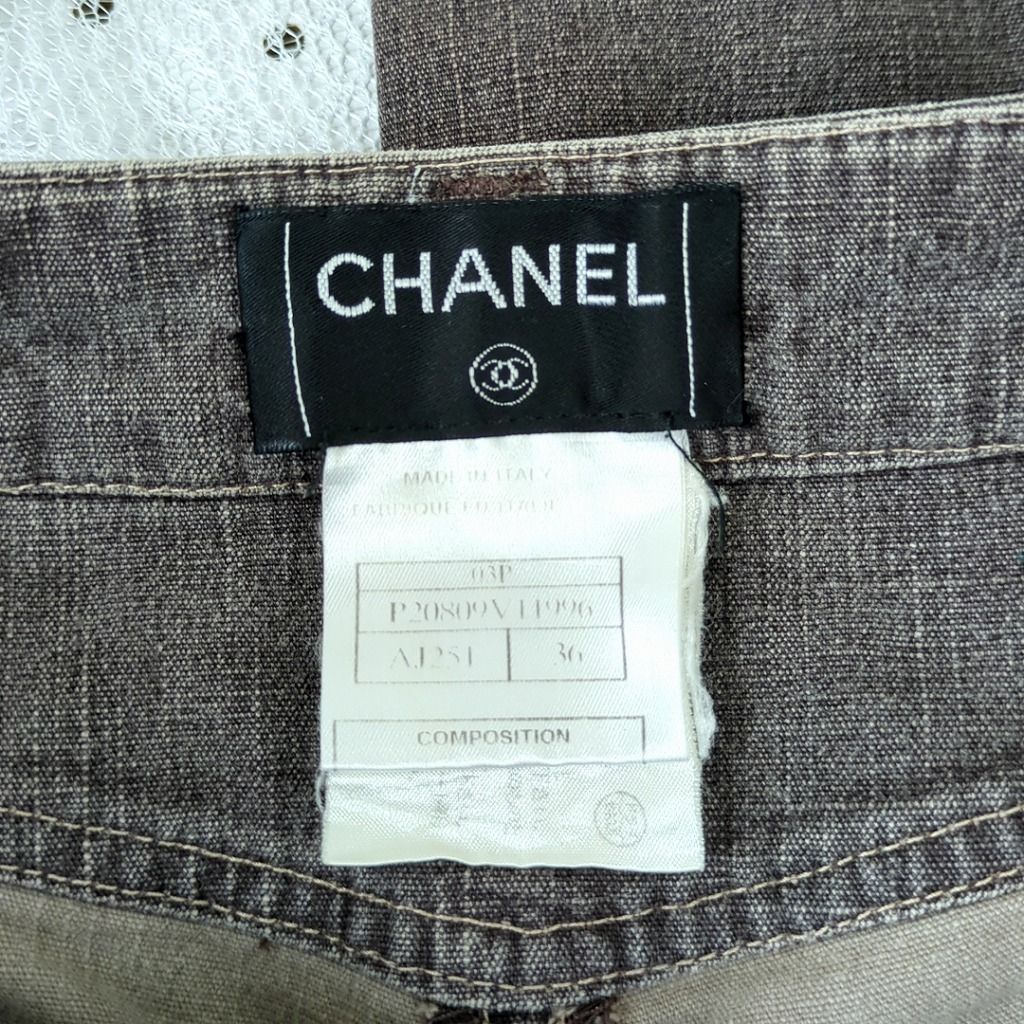 CHANEL
MADE IN ITALY
FABRIQUE EN ITALIE
03P
P20809V11996
AJ251 36
COMPOSITION